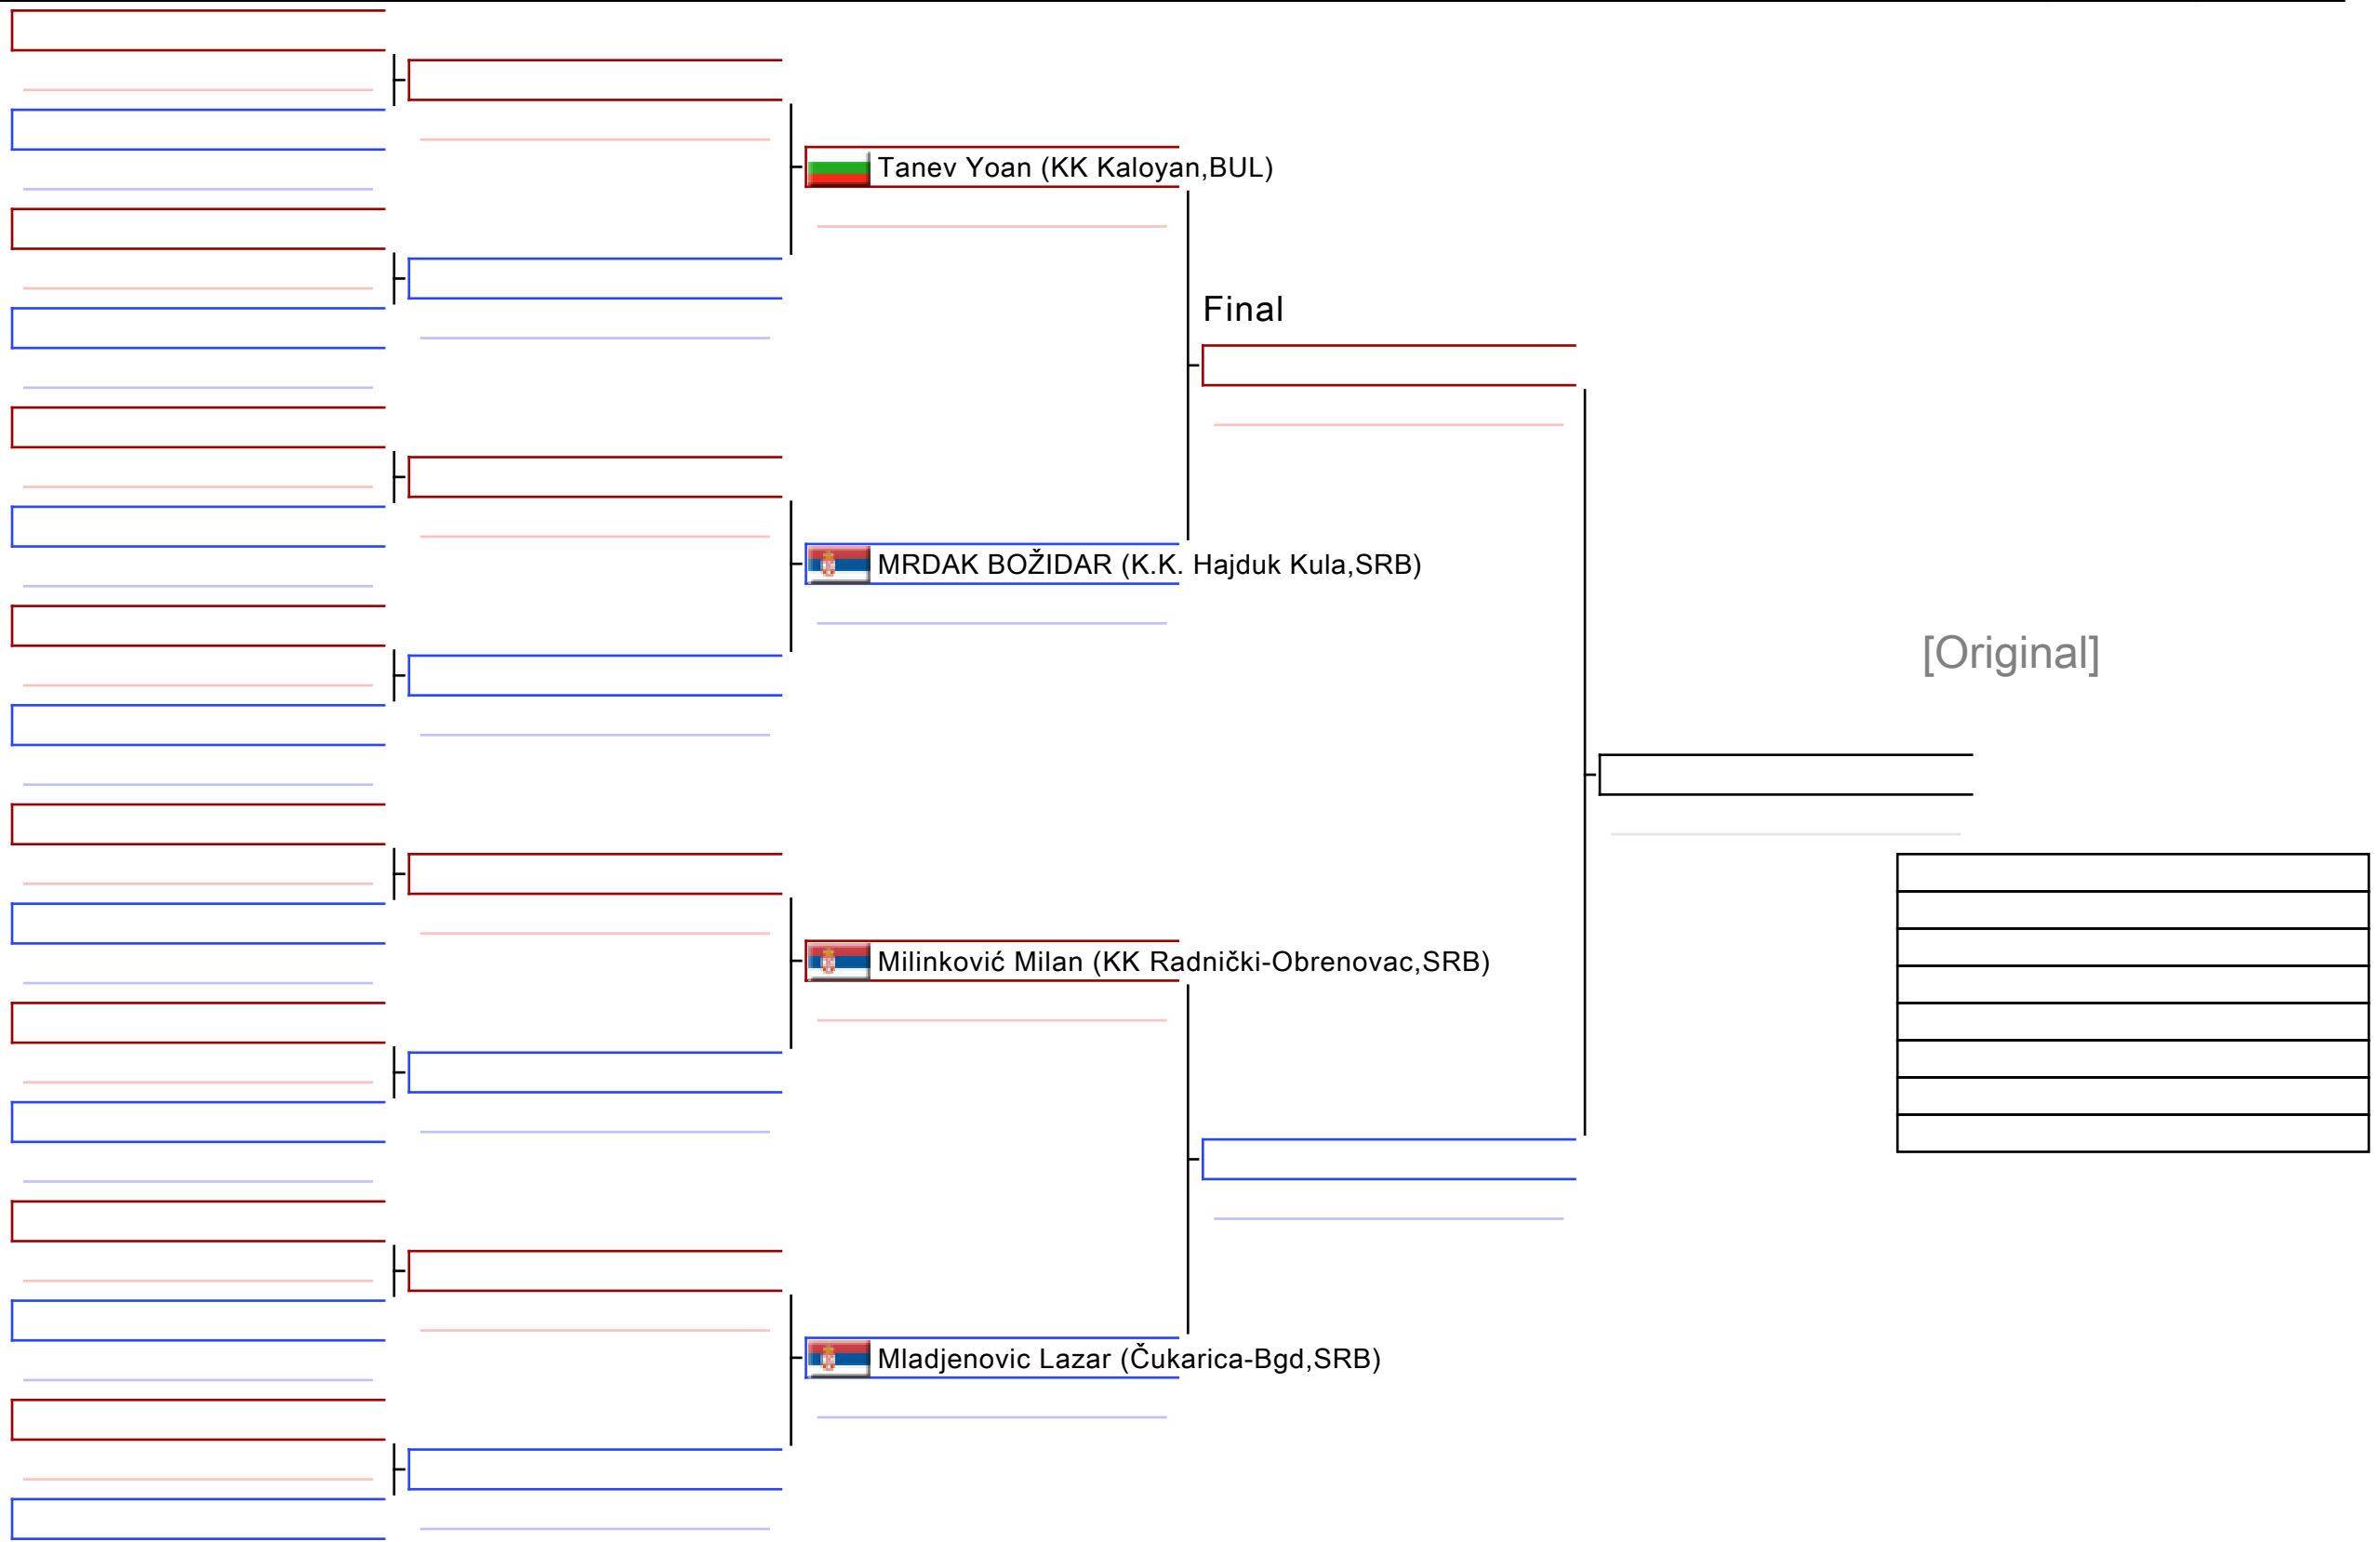 Tanev Yoan (KK Kaloyan,BUL)
Final
MRDAK BOŽIDAR (K.K. Hajduk Kula,SRB)
[Original]
Milinković Milan (KK Radnički-Obrenovac,SRB)
Mladjenovic Lazar (Čukarica-Bgd,SRB)